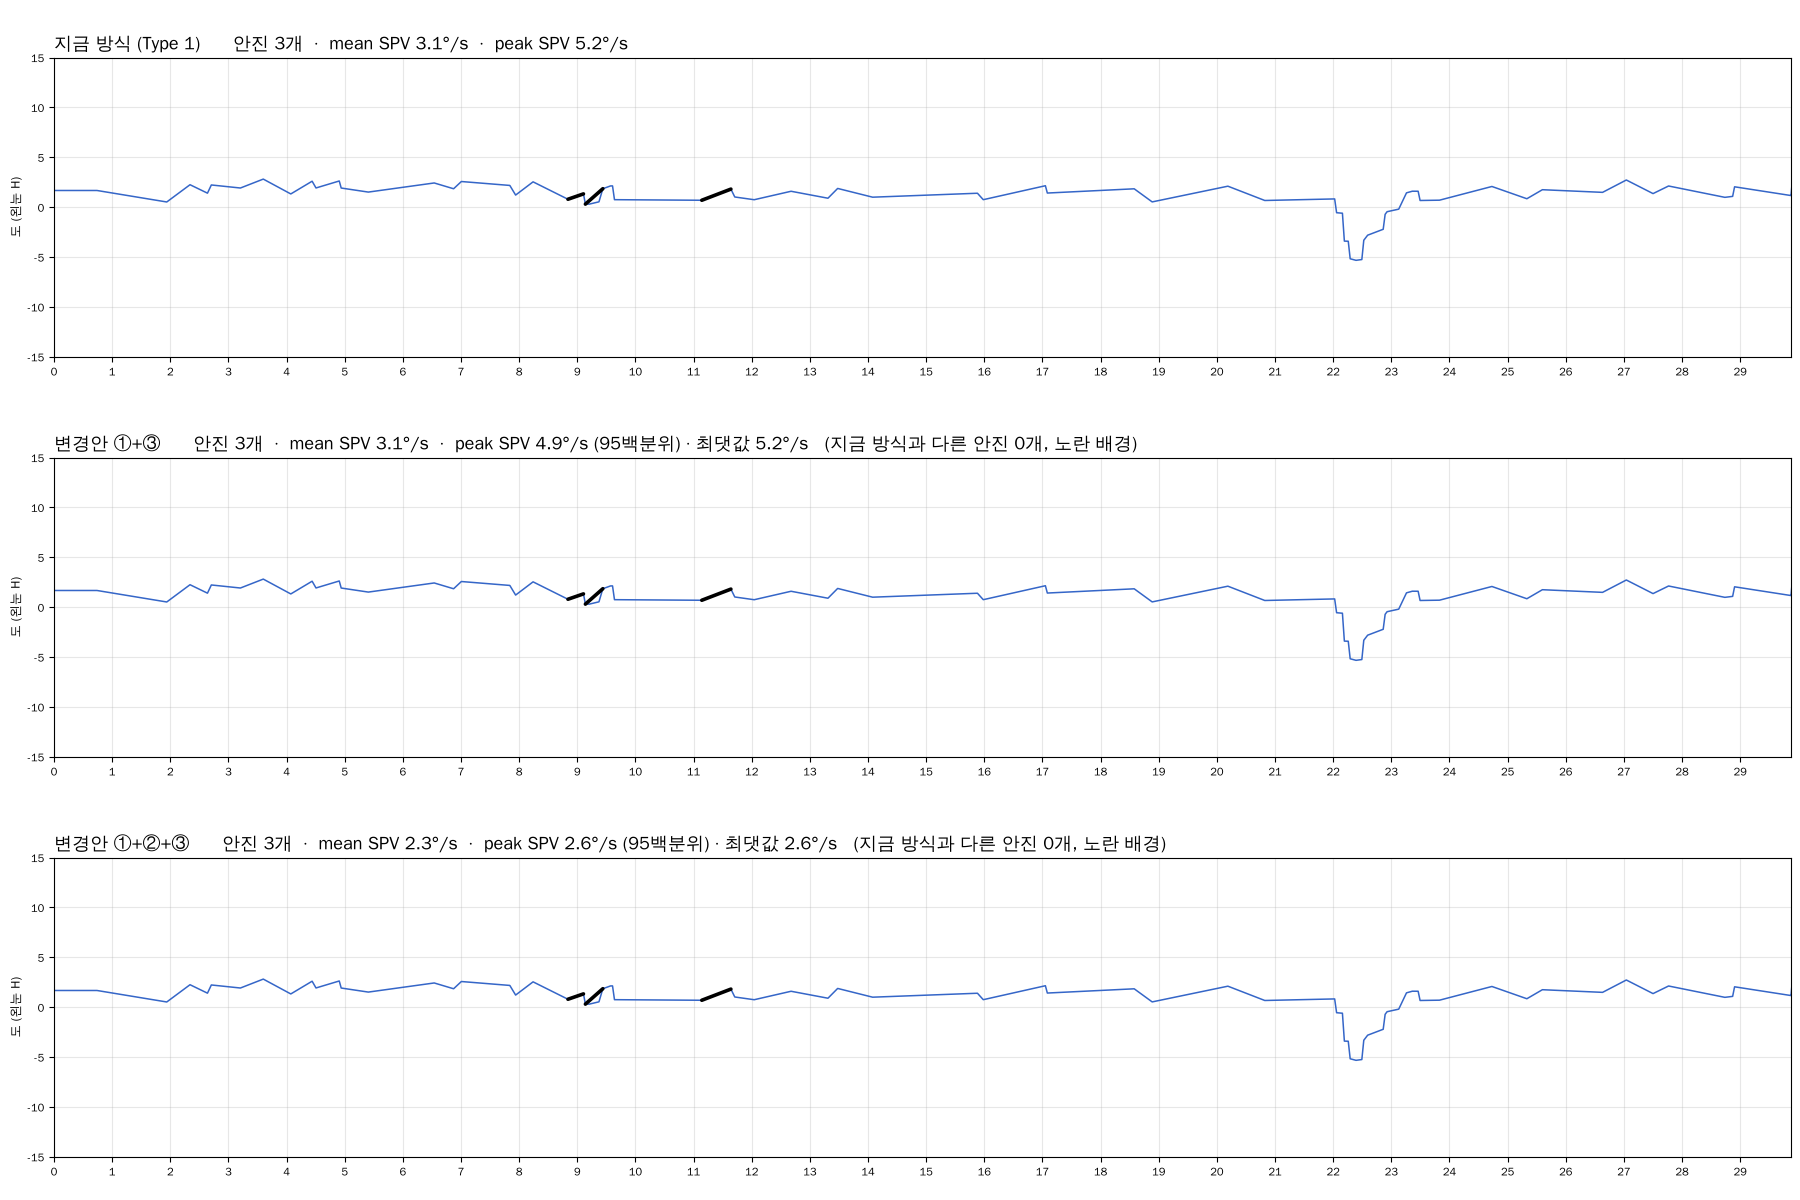 지금 방식 (Type 1) 안진 3개 · mean SPV 3.1°/s · peak SPV 5.2°/s
15
10
5
0
-5
-10
-15
도 (왼눈 H)
0 1 2 3 4 5 6 7 8 9 10 11 12 13 14 15 16 17 18 19 20 21 22 23 24 25 26 27 28 29
변경안 ①+③ 안진 3개 · mean SPV 3.1°/s · peak SPV 4.9°/s (95백분위) · 최댓값 5.2°/s (지금 방식과 다른 안진 0개, 노란 배경)
15
10
5
0
-5
-10
-15
도 (왼눈 H)
0 1 2 3 4 5 6 7 8 9 10 11 12 13 14 15 16 17 18 19 20 21 22 23 24 25 26 27 28 29
변경안 ①+②+③ 안진 3개 · mean SPV 2.3°/s · peak SPV 2.6°/s (95백분위) · 최댓값 2.6°/s (지금 방식과 다른 안진 0개, 노란 배경)
15
10
5
0
-5
-10
-15
도 (왼눈 H)
0 1 2 3 4 5 6 7 8 9 10 11 12 13 14 15 16 17 18 19 20 21 22 23 24 25 26 27 28 29